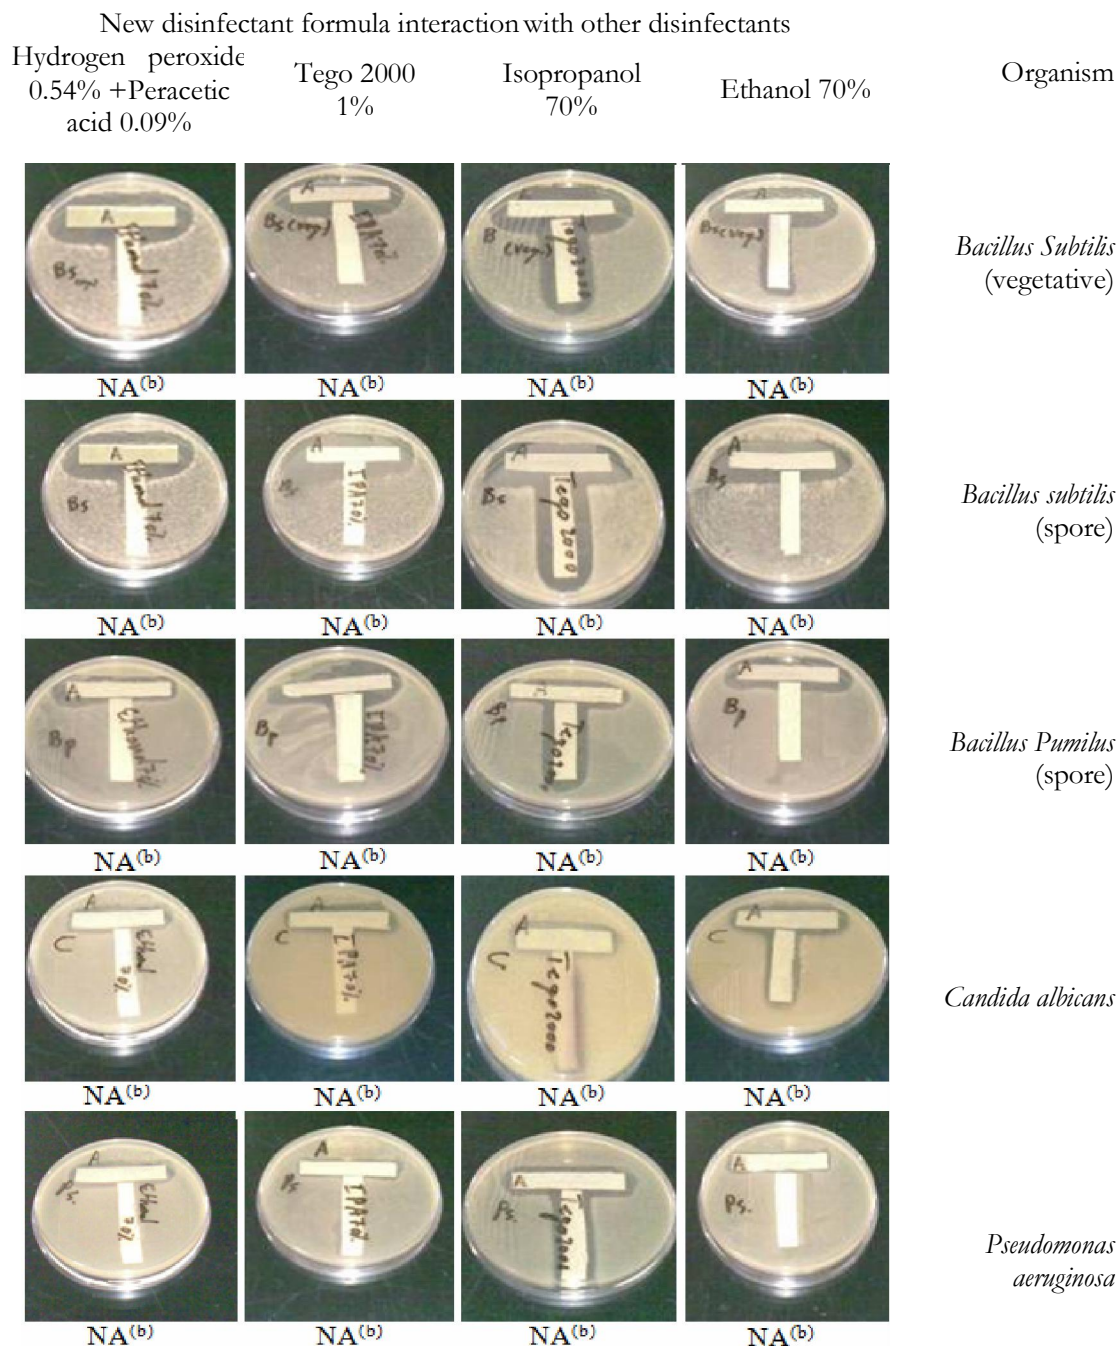 New disinfectant formula interaction with other disinfectants
Hydrogen peroxide
0.54% +Peracetic
acid 0.09%
Tego 2000
1%
Isopropanol
70%
Ethanol 70%
Organism
A
Bs
A
Bs (veg.)
IPA 70%
B
(veg.)
Tego 2000
A
Bs (veg.)
Bacillus Subtilis
(vegetative)
NA(b)
NA(b)
NA(b)
NA(b)
A
Bs
A
Bs
IPA 70%
A
Bs
Tego 2000
A
Bs
Bacillus subtilis
(spore)
NA(b)
NA(b)
NA(b)
NA(b)
A
Bp
Bp
IPA 70%
Bp
Tego 2000
A
Bp
Bacillus Pumilus
(spore)
NA(b)
NA(b)
NA(b)
NA(b)
A
C
70%
A
C
IPA 70%
A
C
Tego 2000
A
C
Candida albicans
NA(b)
NA(b)
NA(b)
NA(b)
A
Ps.
70%
A
Ps
IPA 70%
A
Ps.
Tego 2000
A
Ps.
Pseudomonas
aeruginosa
NA(b)
NA(b)
NA(b)
NA(b)